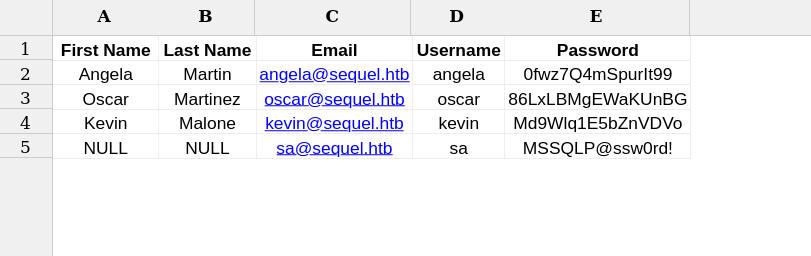 A B C D E
1 First Name Last Name Email Username Password
2 Angela Martin angela@sequel.htb angela 0fwz7Q4mSpurIt99
3 Oscar Martinez oscar@sequel.htb oscar 86LxLBMgEWaKUnBG
4 Kevin Malone kevin@sequel.htb kevin Md9Wlq1E5bZnVDVo
5 NULL NULL sa@sequel.htb sa MSSQLP@ssw0rd!